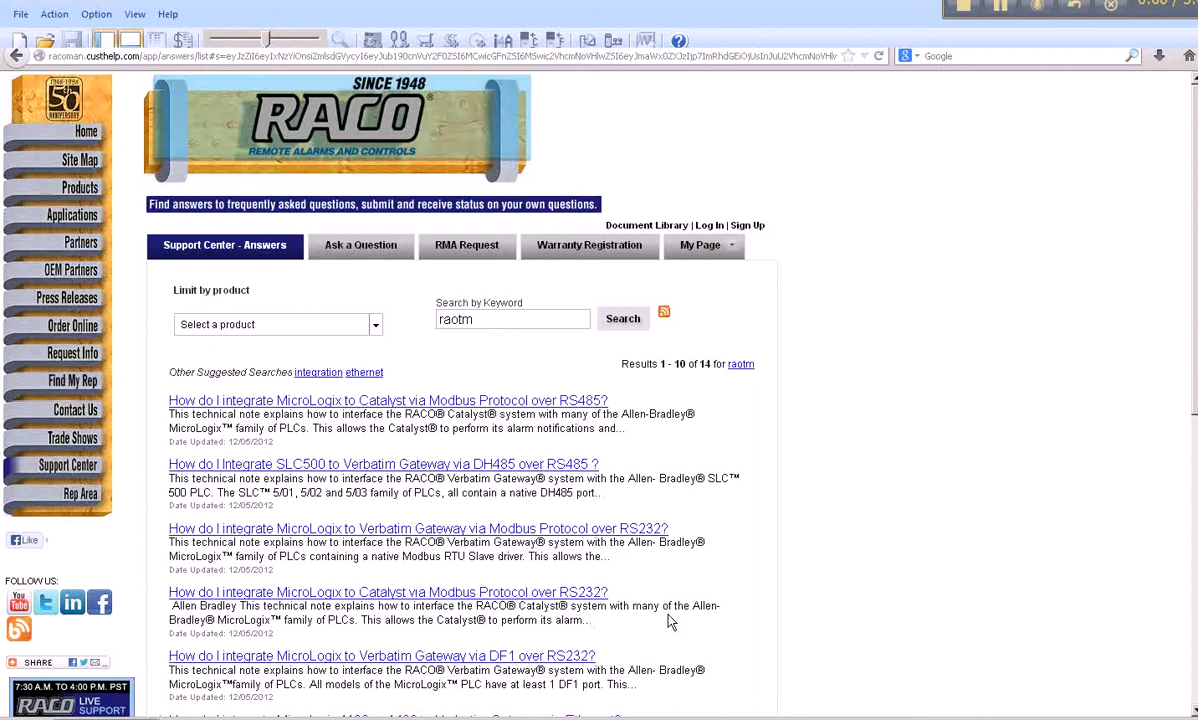 File Action Options View Help
racoman.custhelp.com/app/answers/list#s=
Google
1948-1998
50
ANNIVERSARY
SINCE 1948
RACO®
REMOTE ALARMS AND CONTROLS
Home
Site Map
Products
Applications
Partners
OEM Partners
Press Releases
Order Online
Request Info
Find My Rep
Contact Us
Trade Shows
Support Center
Rep Area
Like
FOLLOW US:
You
Tube
SHARE
7:30 A.M. TO 4:00 P.M. PST
RACO LIVE
SUPPORT
Find answers to frequently asked questions, submit and receive status on your own questions.
Document Library | Log In | Sign Up
Support Center - Answers Ask a Question RMA Request Warranty Registration My Page
Limit by product
Select a product
Search by Keyword
raotm Search
Results 1 - 10 of 14 for raotm
Other Suggested Searches integration ethernet
How do I integrate MicroLogix to Catalyst via Modbus Protocol over RS485?
This technical note explains how to interface the RACO® Catalyst® system with many of the Allen-Bradley®
MicroLogix™ family of PLCs. This allows the Catalyst® to perform its alarm notifications and...
Date Updated: 12/05/2012
How do I Integrate SLC500 to Verbatim Gateway via DH485 over RS485 ?
This technical note explains how to interface the RACO® Verbatim Gateway® system with the Allen- Bradley® SLC™
500 PLC. The SLC™ 5/01, 5/02 and 5/03 family of PLCs, all contain a native DH485 port...
Date Updated: 12/05/2012
How do I integrate MicroLogix to Verbatim Gateway via Modbus Protocol over RS232?
This technical note explains how to interface the RACO® Verbatim Gateway® system with the Allen- Bradley®
MicroLogix™ family of PLCs containing a native Modbus RTU Slave driver. This allows the...
Date Updated: 12/05/2012
How do I integrate MicroLogix to Catalyst via Modbus Protocol over RS232?
Allen Bradley This technical note explains how to interface the RACO® Catalyst® system with many of the Allen-
Bradley® MicroLogix™ family of PLCs. This allows the Catalyst® to perform its alarm...
Date Updated: 12/05/2012
How do I integrate MicroLogix to Verbatim Gateway via DF1 over RS232?
This technical note explains how to interface the RACO® Verbatim Gateway® system with the Allen- Bradley®
MicroLogix™family of PLCs. All models of the MicroLogix™ PLC have at least 1 DF1 port. This...
Date Updated: 12/05/2012